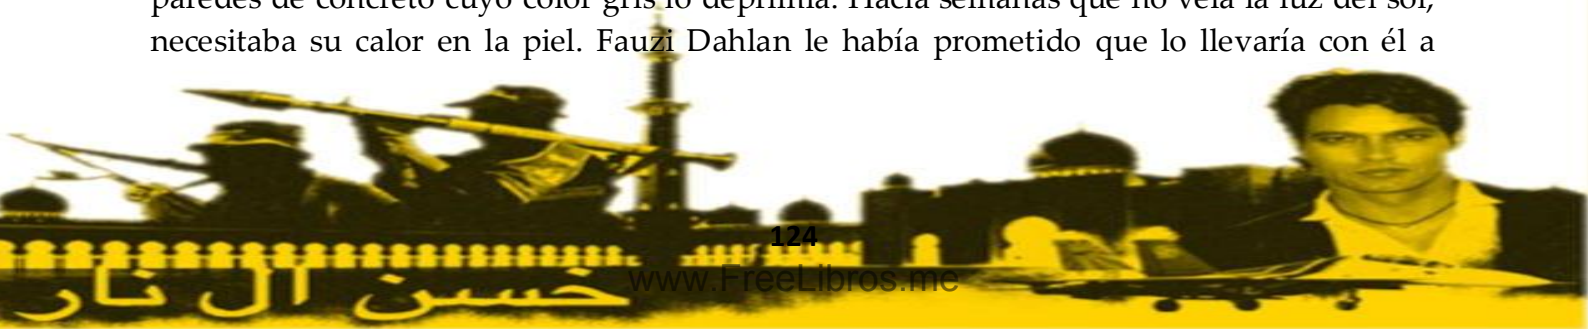 paredes de concreto cuyo color gris lo deprimía. Hacía semanas que no veía la luz del sol,
necesitaba su calor en la piel. Fauzi Dahlan le había prometido que lo llevaría con él a
124
www.FreeLibros.me
خسن ال نار